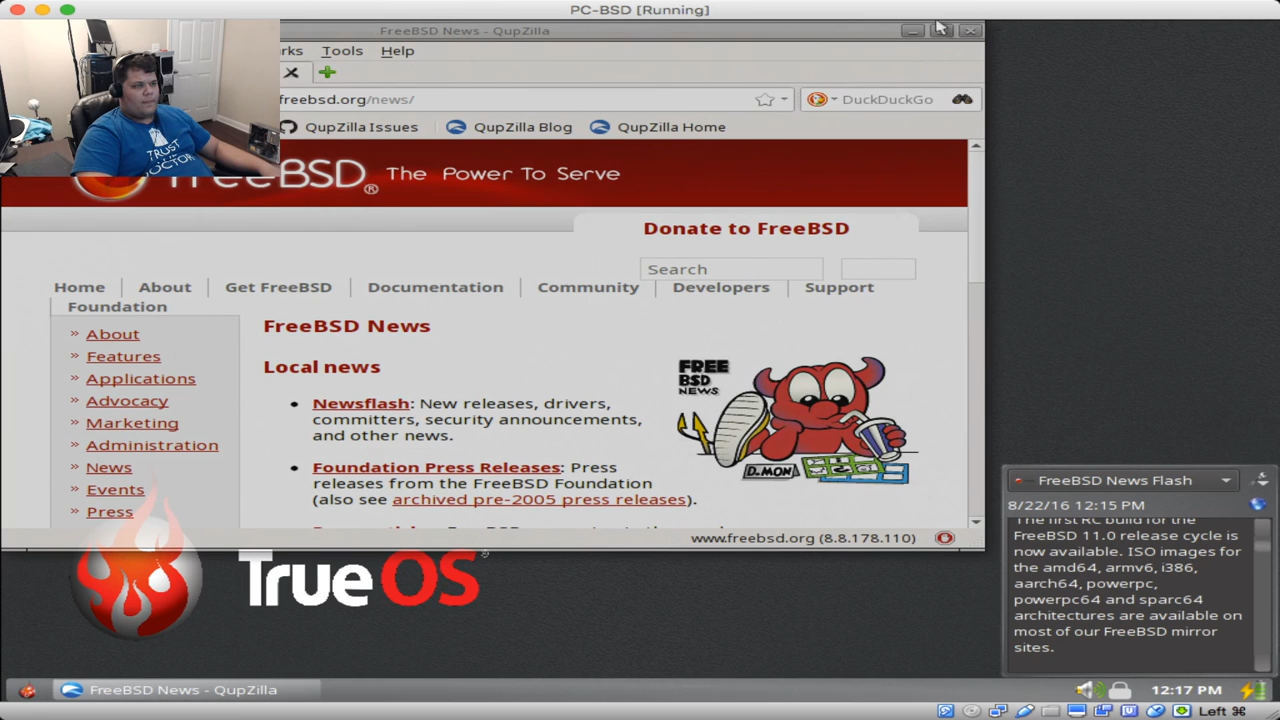 PC-BSD [Running]
FreeBSD News - QupZilla
rks Tools Help
freebsd.org/news/
DuckDuckGo
QupZilla Issues QupZilla Blog QupZilla Home
TRUST
DOCTOR
FreeBSD® The Power To Serve
Donate to FreeBSD
Search
Home About Get FreeBSD Documentation Community Developers Support
Foundation
» About
» Features
» Applications
» Advocacy
» Marketing
» Administration
» News
» Events
» Press
FreeBSD News
Local news
• Newsflash: New releases, drivers,
committers, security announcements,
and other news.
• Foundation Press Releases: Press
releases from the FreeBSD Foundation
(also see archived pre-2005 press releases).
FREE
BSD
NEWS
D.MON
www.freebsd.org (8.8.178.110)
TrueOS
FreeBSD News Flash
8/22/16 12:15 PM
The first RC build for the
FreeBSD 11.0 release cycle is
now available. ISO images for
the amd64, armv6, i386,
aarch64, powerpc,
powerpc64 and sparc64
architectures are available on
most of our FreeBSD mirror
sites.
FreeBSD News - QupZilla
12:17 PM
Left ⌘